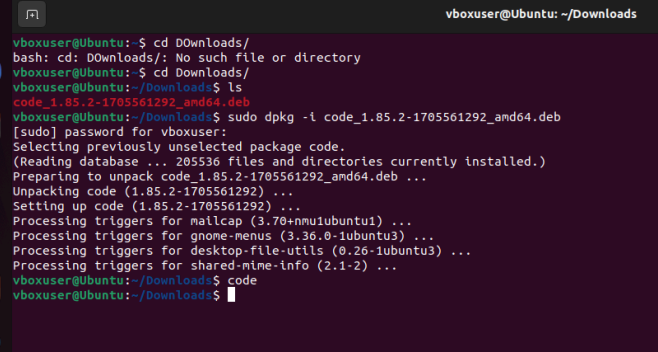 vboxuser@Ubuntu: ~/Downloads
vboxuser@Ubuntu:~$ cd DOwnloads/
bash: cd: DOwnloads/: No such file or directory
vboxuser@Ubuntu:~$ cd Downloads/
vboxuser@Ubuntu:~/Downloads$ ls
code_1.85.2-1705561292_amd64.deb
vboxuser@Ubuntu:~/Downloads$ sudo dpkg -i code_1.85.2-1705561292_amd64.deb
[sudo] password for vboxuser:
Selecting previously unselected package code.
(Reading database ... 205536 files and directories currently installed.)
Preparing to unpack code_1.85.2-1705561292_amd64.deb ...
Unpacking code (1.85.2-1705561292) ...
Setting up code (1.85.2-1705561292) ...
Processing triggers for mailcap (3.70+nmu1ubuntu1) ...
Processing triggers for gnome-menus (3.36.0-1ubuntu3) ...
Processing triggers for desktop-file-utils (0.26-1ubuntu3) ...
Processing triggers for shared-mime-info (2.1-2) ...
vboxuser@Ubuntu:~/Downloads$ code
vboxuser@Ubuntu:~/Downloads$